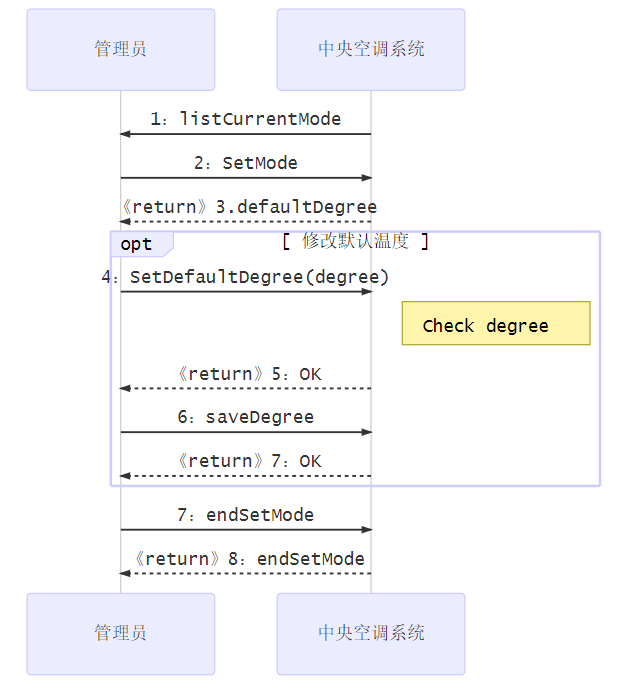 管理员
中央空调系统
1: listCurrentMode
2: SetMode
《return》3.defaultDegree
opt
[ 修改默认温度 ]
4: SetDefaultDegree(degree)
Check degree
《return》5: OK
6: saveDegree
《return》7: OK
7: endSetMode
《return》8: endSetMode
管理员
中央空调系统